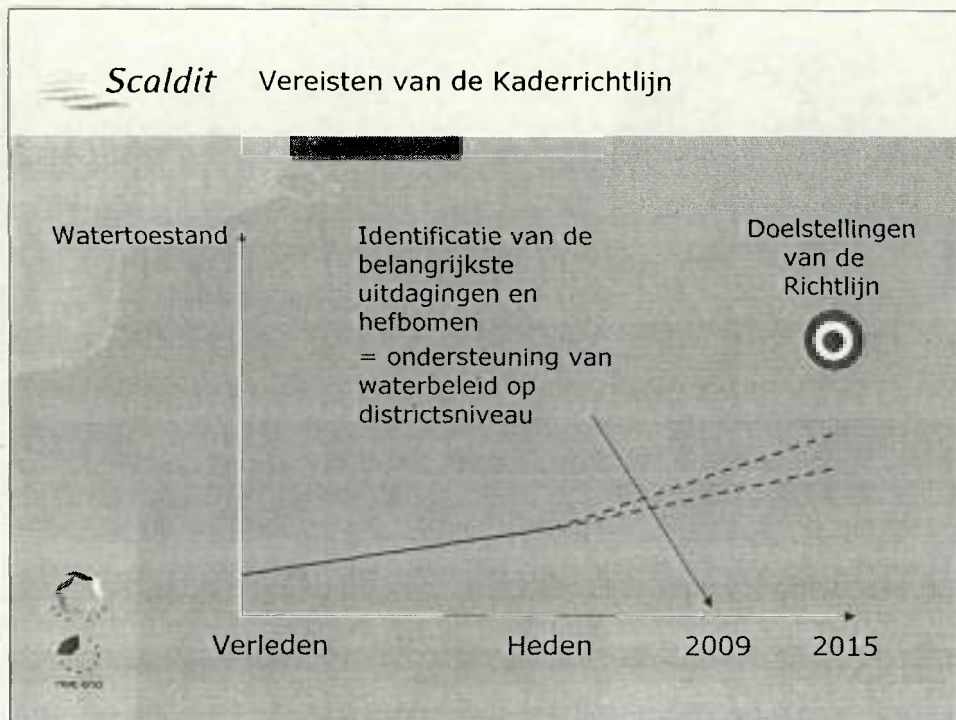 Scaldit Vereisten van de Kaderrichtlijn
Watertoestand
Identificatie van de
belangrijkste
uitdagingen en
hefbomen
= ondersteuning van
waterbeleid op
districtsniveau
Doelstellingen
van de
Richtlijn
Verleden Heden 2009 2015